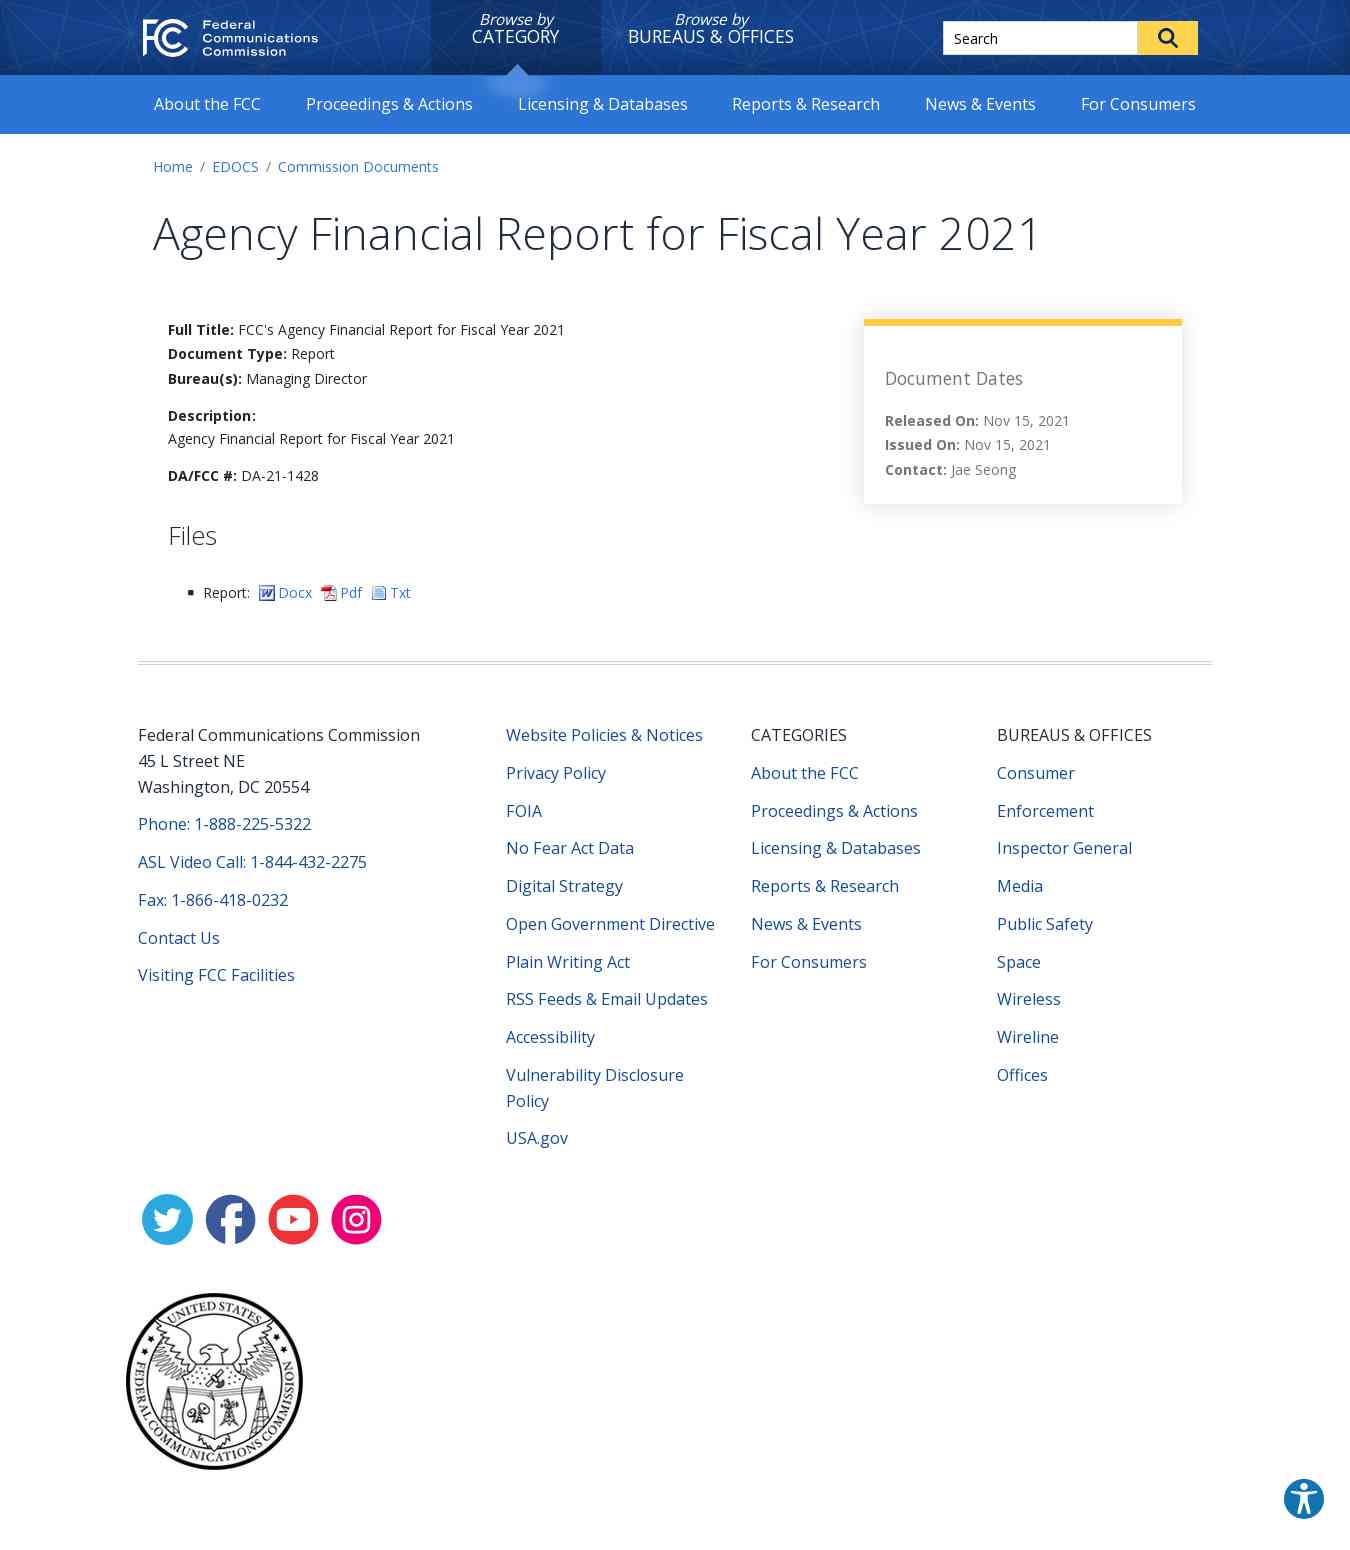 Federal
Communications
Commission
Browse by
CATEGORY
Browse by
BUREAUS & OFFICES
Search
About the FCC
Proceedings & Actions
Licensing & Databases
Reports & Research
News & Events
For Consumers
Home / EDOCS / Commission Documents
Agency Financial Report for Fiscal Year 2021
Full Title: FCC's Agency Financial Report for Fiscal Year 2021
Document Type: Report
Bureau(s): Managing Director
Description:
Agency Financial Report for Fiscal Year 2021
DA/FCC #: DA-21-1428
Document Dates
Released On: Nov 15, 2021
Issued On: Nov 15, 2021
Contact: Jae Seong
Files
Report: Docx Pdf Txt
Federal Communications Commission
45 L Street NE
Washington, DC 20554
Phone: 1-888-225-5322
ASL Video Call: 1-844-432-2275
Fax: 1-866-418-0232
Contact Us
Visiting FCC Facilities
Website Policies & Notices
Privacy Policy
FOIA
No Fear Act Data
Digital Strategy
Open Government Directive
Plain Writing Act
RSS Feeds & Email Updates
Accessibility
Vulnerability Disclosure
Policy
USA.gov
CATEGORIES
About the FCC
Proceedings & Actions
Licensing & Databases
Reports & Research
News & Events
For Consumers
BUREAUS & OFFICES
Consumer
Enforcement
Inspector General
Media
Public Safety
Space
Wireless
Wireline
Offices
UNITED STATES
FEDERAL COMMUNICATIONS COMMISSION